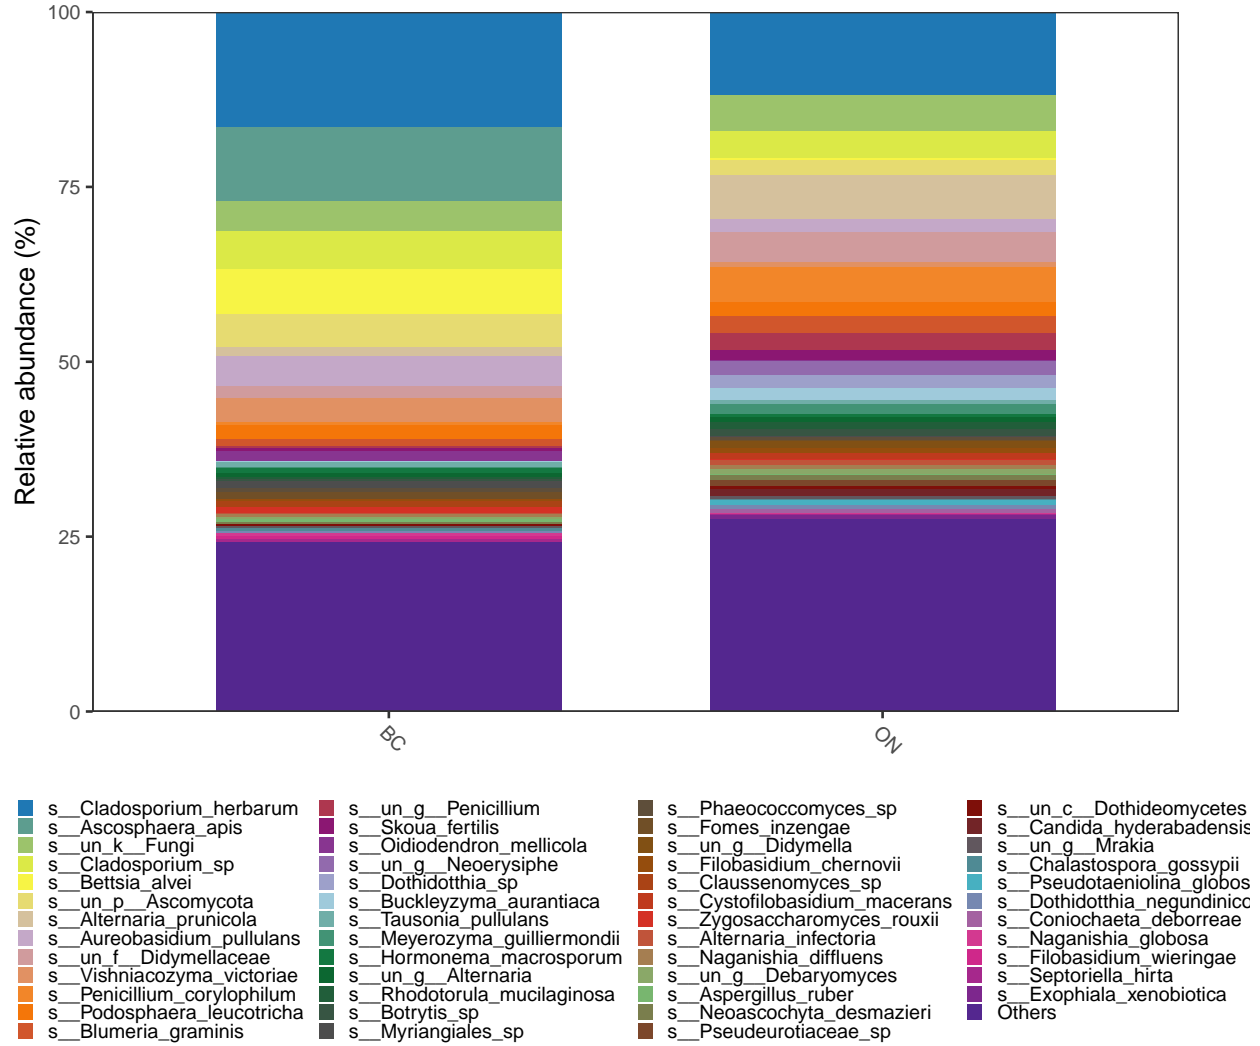 100
75
50
25
0
Relative abundance (%)
BC
ON
s__Cladosporium_herbarum
s__Ascosphaera_apis
s__un_k__Fungi
s__Cladosporium_sp
s__Bettsia_alvei
s__un_p__Ascomycota
s__Alternaria_prunicola
s__Aureobasidium_pullulans
s__un_f__Didymellaceae
s__Vishniacozyma_victoriae
s__Penicillium_corylophilum
s__Podosphaera_leucotricha
s__Blumeria_graminis
s__un_g__Penicillium
s__Skoua_fertilis
s__Oidiodendron_mellicola
s__un_g__Neoerysiphe
s__Dothidotthia_sp
s__Buckleyzyma_aurantiaca
s__Tausonia_pullulans
s__Meyerozyma_guilliermondii
s__Hormonema_macrosporum
s__un_g__Alternaria
s__Rhodotorula_mucilaginosa
s__Botrytis_sp
s__Myriangiales_sp
s__Phaeococcomyces_sp
s__Fomes_inzengae
s__un_g__Didymella
s__Filobasidium_chernovii
s__Claussenomyces_sp
s__Cystofilobasidium_macerans
s__Zygosaccharomyces_rouxii
s__Alternaria_infectoria
s__Naganishia_diffluens
s__un_g__Debaryomyces
s__Aspergillus_ruber
s__Neoascochyta_desmazieri
s__Pseudeurotiaceae_sp
s__un_c__Dothideomycetes
s__Candida_hyderabadensis
s__un_g__Mrakia
s__Chalastospora_gossypii
s__Pseudotaeniolina_globos
s__Dothidotthia_negundinico
s__Coniochaeta_deborreae
s__Naganishia_globosa
s__Filobasidium_wieringae
s__Septoriella_hirta
s__Exophiala_xenobiotica
Others